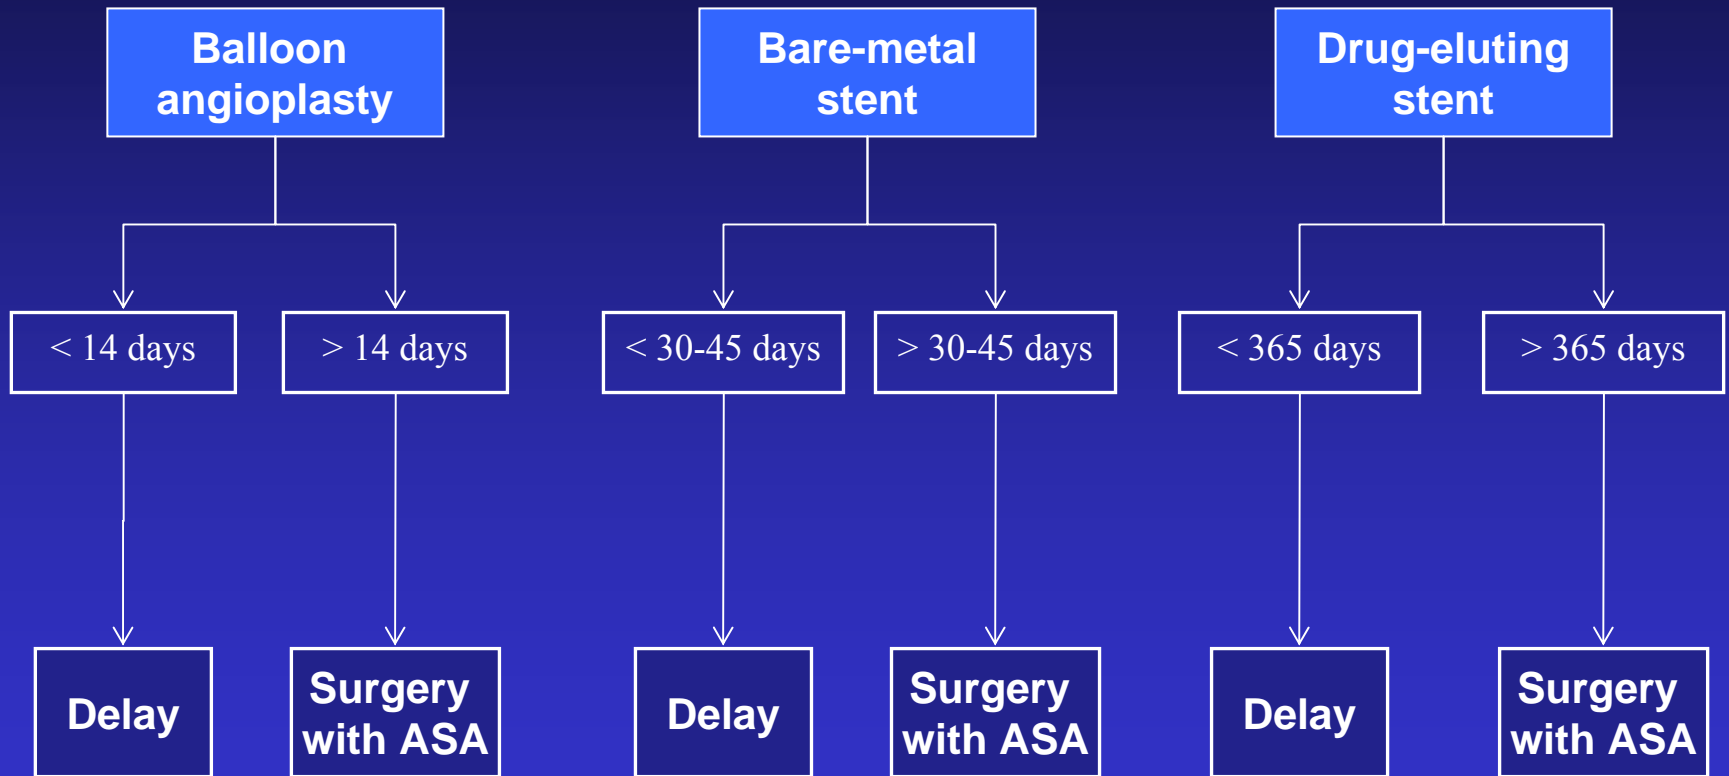 Balloon
angioplasty
Bare-metal
stent
Drug-eluting
stent
< 14 days
> 14 days
< 30-45 days
> 30-45 days
< 365 days
> 365 days
Delay
Surgery
with ASA
Delay
Surgery
with ASA
Delay
Surgery
with ASA